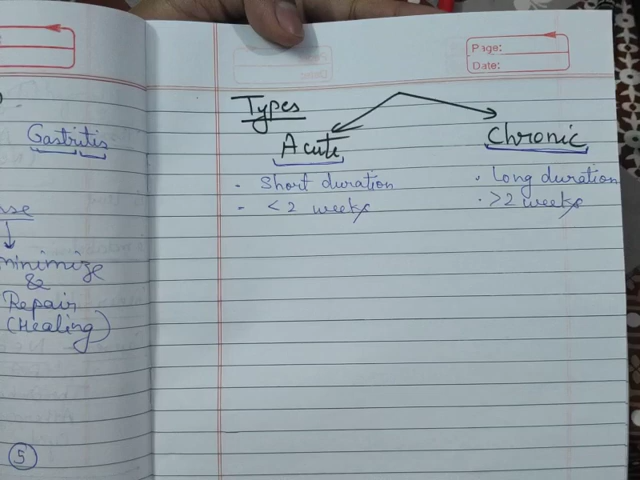 Gastritis
minimize
&
Repair
(Healing)
5
Page:
Date:
Types
Acute
Chronic
· Short duration
- < 2 weeks
· Long duration
· > 2 weeks